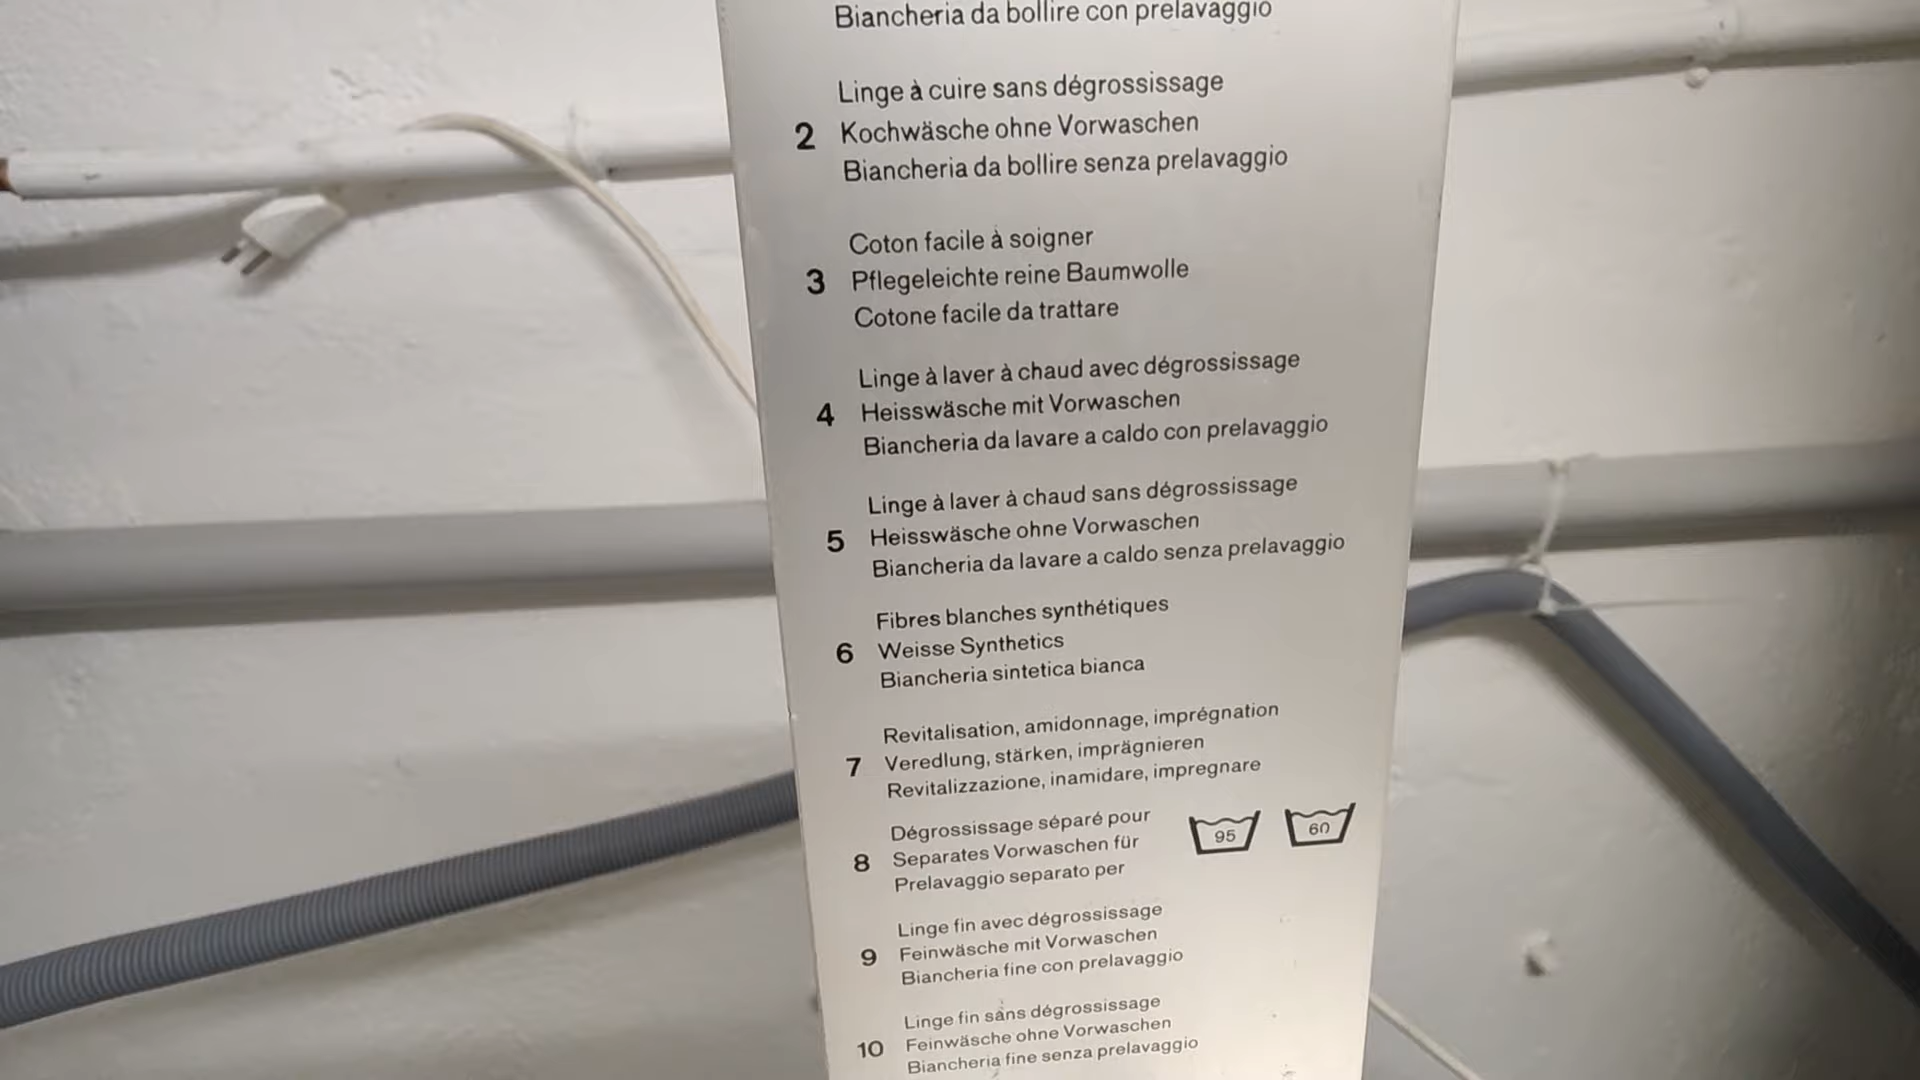 Biancheria da bollire con prelavaggio
Linge à cuire sans dégrossissage
2 Kochwäsche ohne Vorwaschen
Biancheria da bollire senza prelavaggio
Coton facile à soigner
3 Pflegeleichte reine Baumwolle
Cotone facile da trattare
Linge à laver à chaud avec dégrossissage
4 Heisswäsche mit Vorwaschen
Biancheria da lavare a caldo con prelavaggio
Linge à laver à chaud sans dégrossissage
5 Heisswäsche ohne Vorwaschen
Biancheria da lavare a caldo senza prelavaggio
Fibres blanches synthétiques
6 Weisse Synthetics
Biancheria sintetica bianca
Revitalisation, amidonnage, imprégnation
7 Veredlung, stärken, imprägnieren
Revitalizzazione, inamidare, impregnare
Dégrossissage séparé pour
8 Separates Vorwaschen für 95 60
Prelavaggio separato per
Linge fin avec dégrossissage
9 Feinwäsche mit Vorwaschen
Biancheria fine con prelavaggio
Linge fin sans dégrossissage
10 Feinwäsche ohne Vorwaschen
Biancheria fine senza prelavaggio